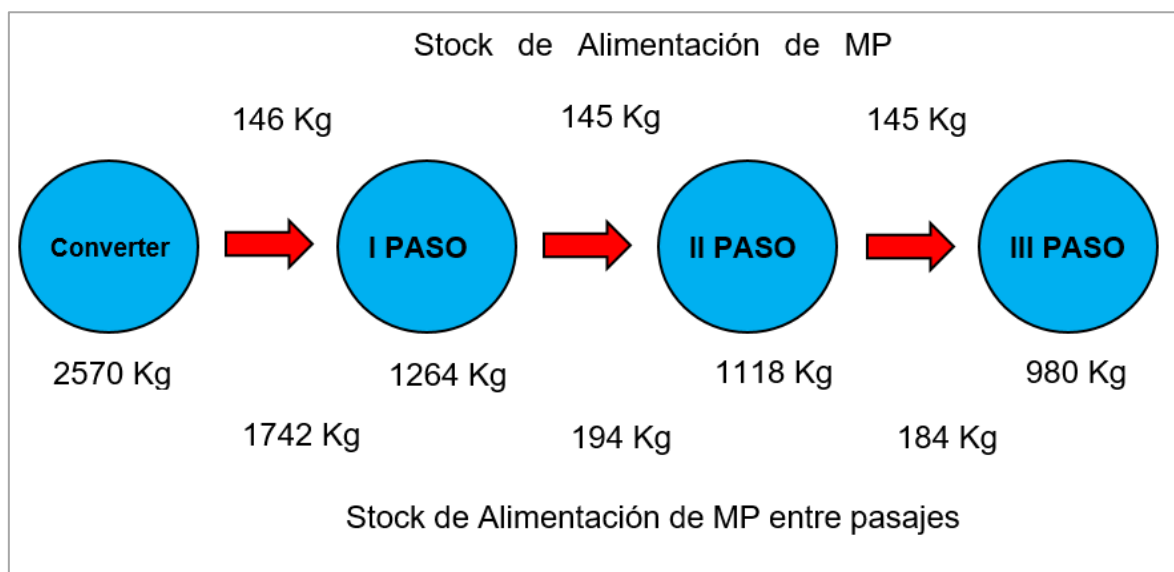 Stock de Alimentación de MP
146 Kg 145 Kg 145 Kg
Converter I PASO II PASO III PASO
2570 Kg 1264 Kg 1118 Kg 980 Kg
1742 Kg 194 Kg 184 Kg
Stock de Alimentación de MP entre pasajes